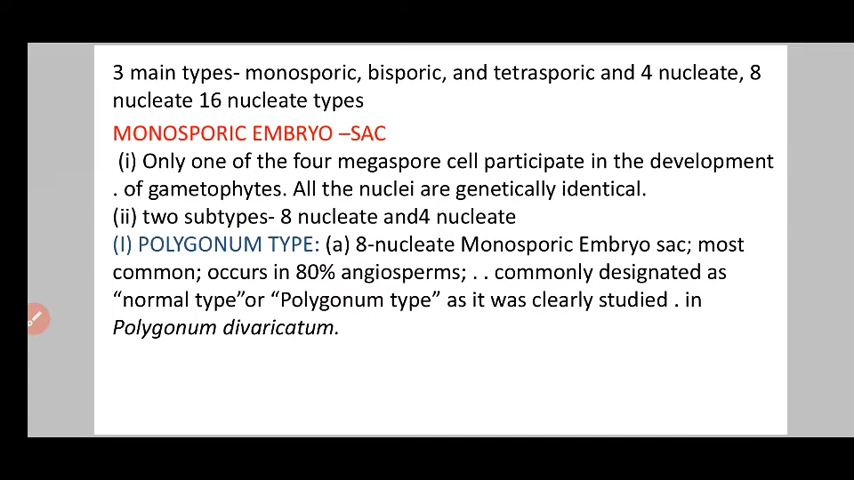 3 main types- monosporic, bisporic, and tetrasporic and 4 nucleate, 8
nucleate 16 nucleate types
MONOSPORIC EMBRYO –SAC
(i) Only one of the four megaspore cell participate in the development
. of gametophytes. All the nuclei are genetically identical.
(ii) two subtypes- 8 nucleate and4 nucleate
(I) POLYGONUM TYPE: (a) 8-nucleate Monosporic Embryo sac; most
common; occurs in 80% angiosperms; . . commonly designated as
“normal type”or “Polygonum type” as it was clearly studied . in
Polygonum divaricatum.